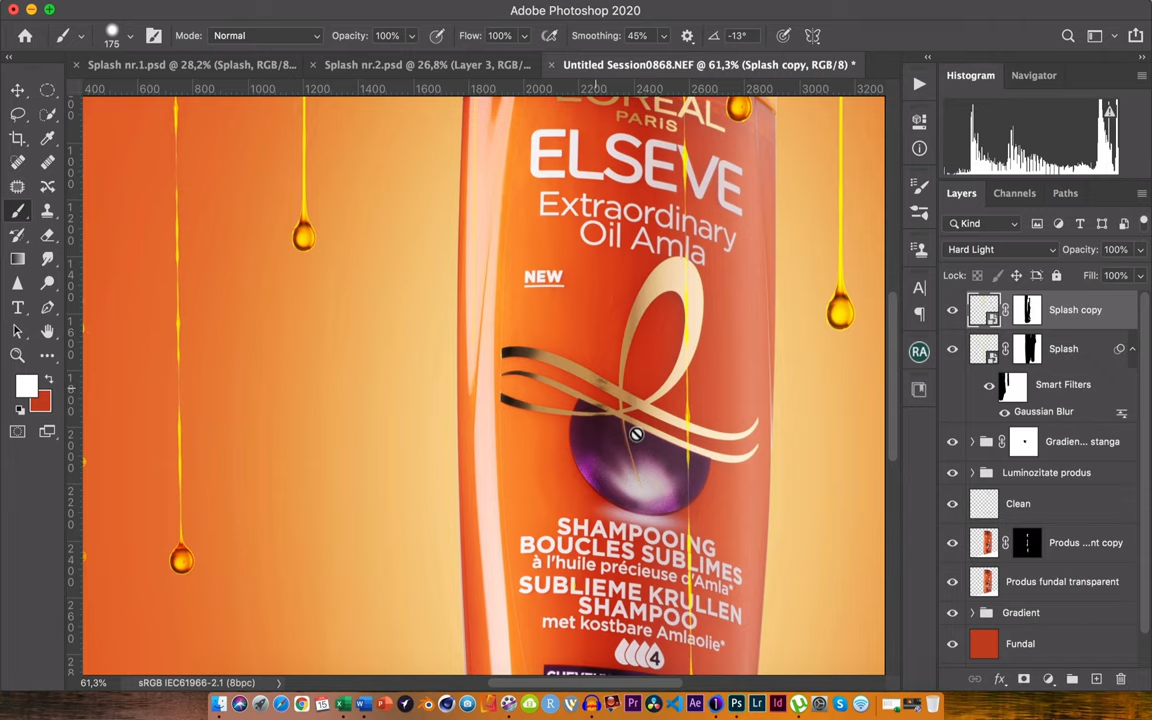 Adobe Photoshop 2020
175
Mode: Normal
Opacity: 100%
Flow: 100%
Smoothing: 45%
-13°
Splash nr.1.psd @ 28,2% (Splash, RGB/8...
Splash nr.2.psd @ 26,8% (Layer 3, RGB/...
Untitled Session0868.NEF @ 61,3% (Splash copy, RGB/8) *
400 600 800 1000 1200 1400 1600 1800 2000 2200 2400 2600 2800 3000 3200
L'ORÉAL
PARIS
ELSEVE
Extraordinary
Oil Amla
NEW
SHAMPOOING
BOUCLES SUBLIMES
à l'huile précieuse d'Amla*
SUBLIEME KRULLEN
SHAMPOO
met kostbare Amlaolie*
4
61,3%
sRGB IEC61966-2.1 (8bpc)
Histogram
Navigator
Layers
Channels
Paths
Kind
Hard Light
Opacity: 100%
Lock:
Fill: 100%
Splash copy
Splash
Smart Filters
Gaussian Blur
Gradien... stanga
Luminozitate produs
Clean
Produs ...nt copy
Produs fundal transparent
Gradient
Fundal
RA